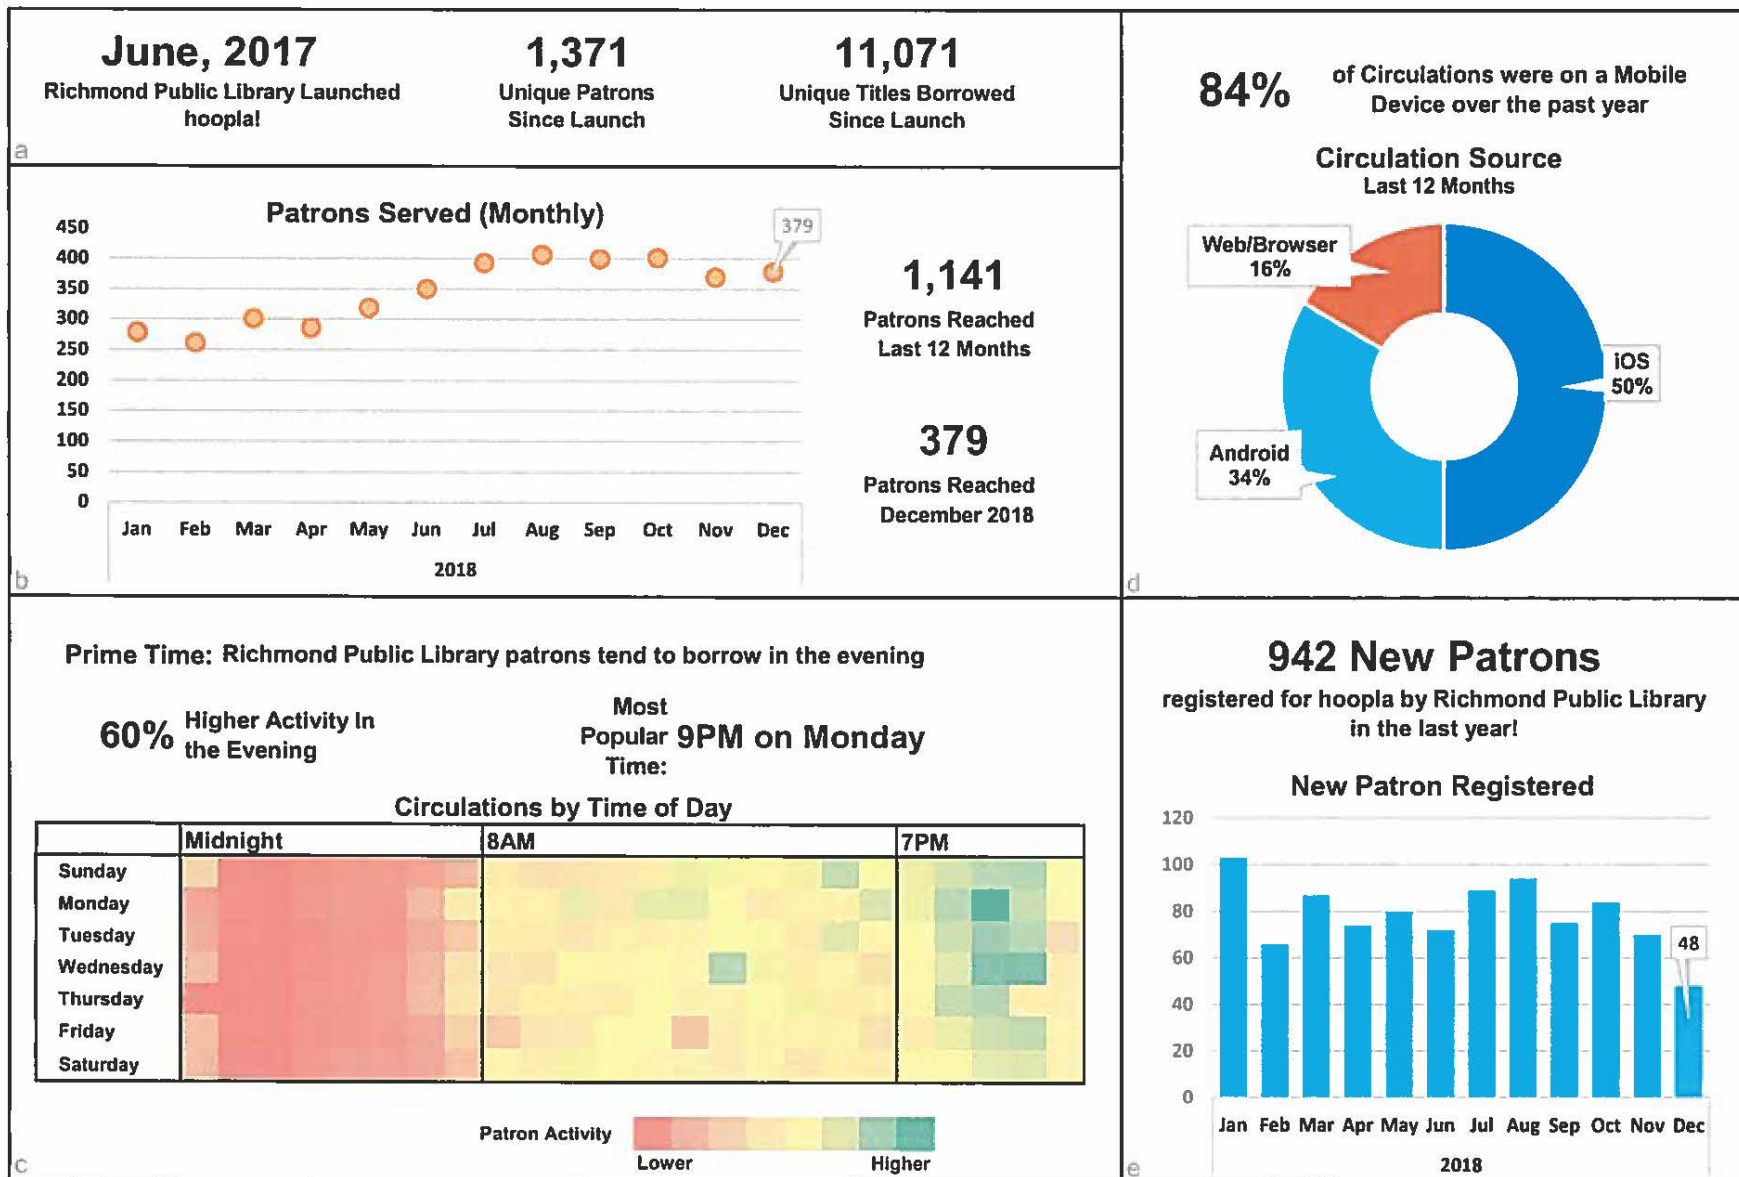 June, 2017
Richmond Public Library Launched
hoopla!
1,371
Unique Patrons
Since Launch
11,071
Unique Titles Borrowed
Since Launch
a
Patrons Served (Monthly)
450
400
350
300
250
200
150
100
50
0
379
Jan Feb Mar Apr May Jun Jul Aug Sep Oct Nov Dec
2018
1,141
Patrons Reached
Last 12 Months
379
Patrons Reached
December 2018
b
84%
of Circulations were on a Mobile
Device over the past year
Circulation Source
Last 12 Months
Web/Browser
16%
iOS
50%
Android
34%
d
Prime Time: Richmond Public Library patrons tend to borrow in the evening
60%
Higher Activity In
the Evening
Most
Popular
Time:
9PM on Monday
Circulations by Time of Day
Midnight 8AM 7PM
Sunday
Monday
Tuesday
Wednesday
Thursday
Friday
Saturday
Patron Activity
Lower Higher
c
942 New Patrons
registered for hoopla by Richmond Public Library
in the last year!
New Patron Registered
120
100
80
60
40
20
0
48
Jan Feb Mar Apr May Jun Jul Aug Sep Oct Nov Dec
2018
e